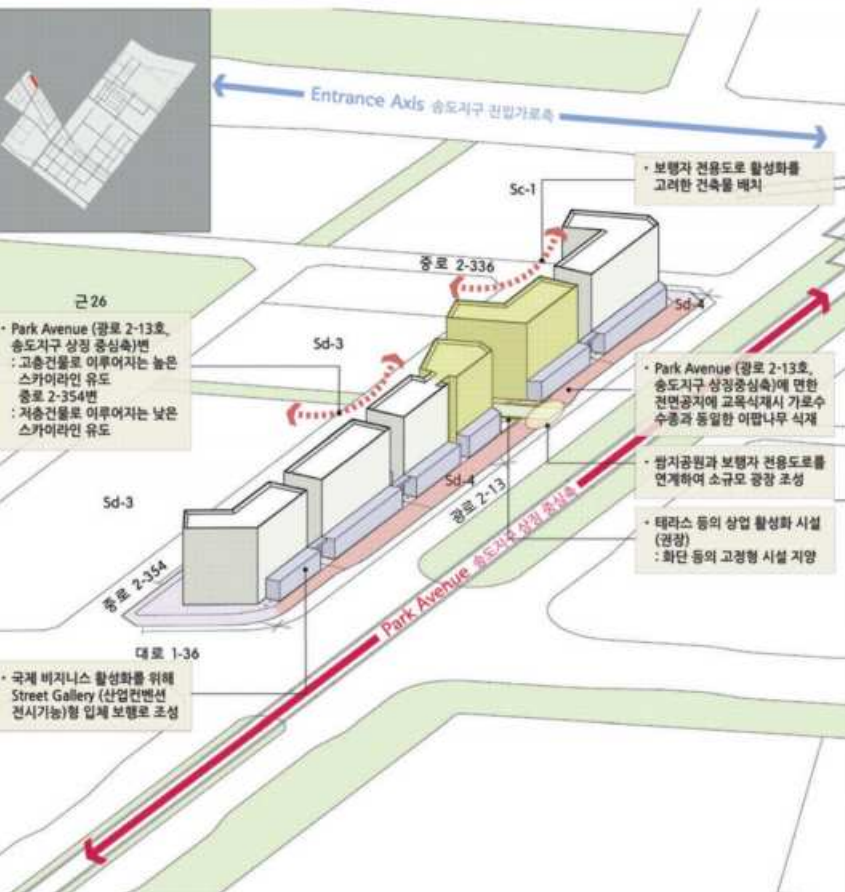 Entrance Axis 송도지구 진입가로축
Sc-1
· 보행자 전용도로 활성화를
고려한 건축물 배치
중로 2-336
Sd-4
근26
· Park Avenue (광로 2-13호,
송도지구 상징 중심축)변
: 고층건물로 이루어지는 높은
스카이라인 유도
중로 2-354변
: 저층건물로 이루어지는 낮은
스카이라인 유도
Sd-3
· Park Avenue (광로 2-13호,
송도지구 상징중심축)에 면한
전면공지에 교목식재시 가로수
수종과 동일한 이팝나무 식재
· 쌈지공원과 보행자 전용도로를
연계하여 소규모 광장 조성
Sd-4
광로 2-13
Sd-3
· 테라스 등의 상업 활성화 시설
(권장)
: 화단 등의 고정형 시설 지양
중로 2-354
Park Avenue 송도지구 상징 중심축
대로 1-36
· 국제 비지니스 활성화를 위해
Street Gallery (산업컨벤션
전시기능)형 입체 보행로 조성